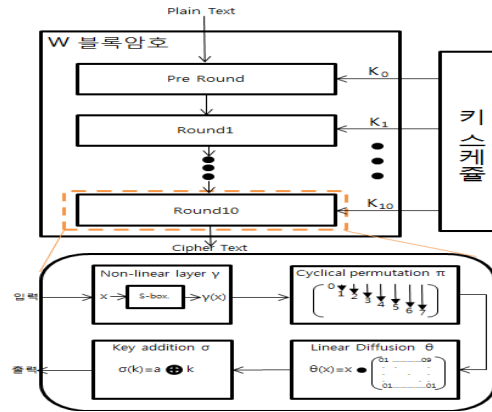 Plain Text
W 블록암호
Pre Round
K0
Round1
K1
키 스케줄
Round10
K10
Cipher Text
Non-linear layer γ
Cyclical permutation π
입력
x
S-box.
γ(x)
0 1 2 3 4 5 6 7
Key addition σ
Linear Diffusion θ
출력
σ(k)=a ⊕ k
θ(x)=x •
01 ......... 09
01 ......... 01